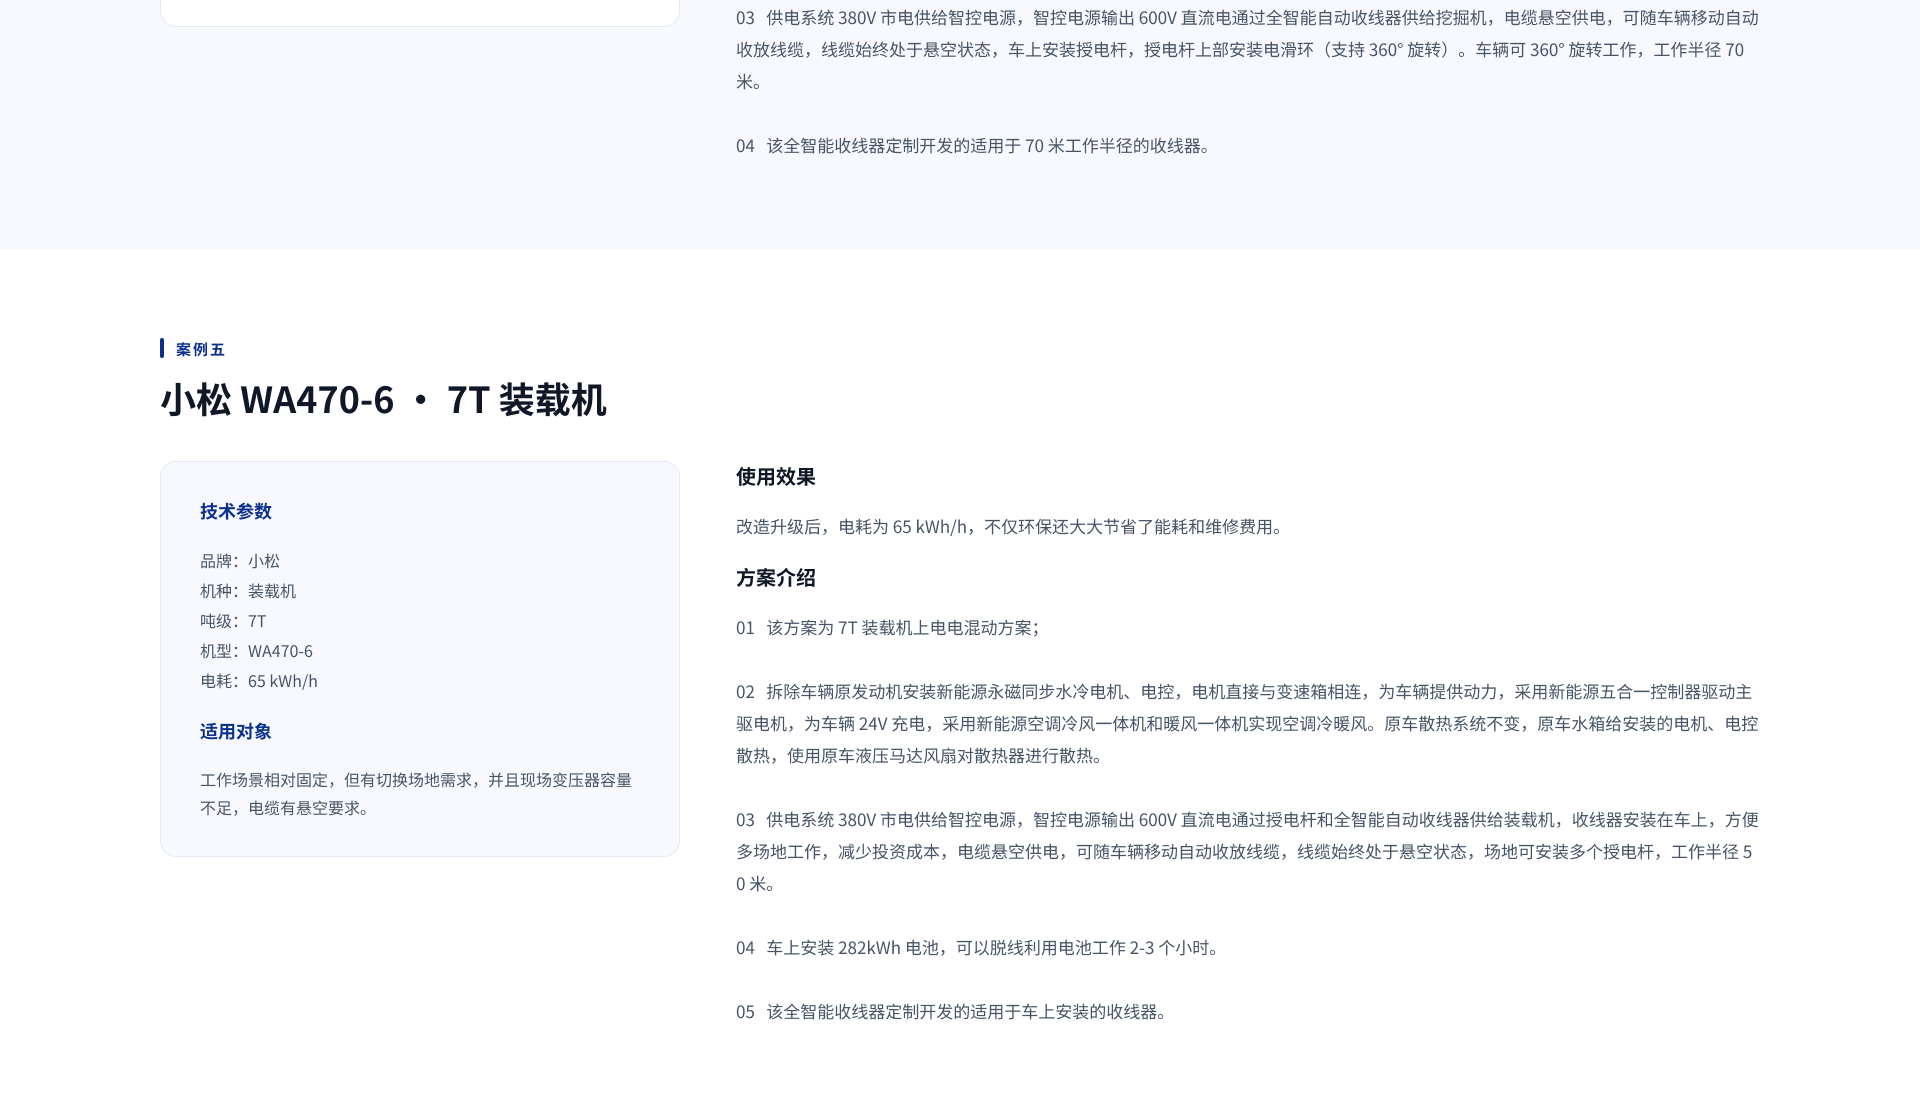 03 供电系统 380V 市电供给智控电源，智控电源输出 600V 直流电通过全智能自动收线器供给挖掘机，电缆悬空供电，可随车辆移动自动
收放线缆，线缆始终处于悬空状态，车上安装授电杆，授电杆上部安装电滑环（支持 360° 旋转）。车辆可 360° 旋转工作，工作半径 70
米。
04 该全智能收线器定制开发的适用于 70 米工作半径的收线器。
案例五
小松 WA470-6 · 7T 装载机
技术参数
品牌：小松
机种：装载机
吨级：7T
机型：WA470-6
电耗：65 kWh/h
适用对象
工作场景相对固定，但有切换场地需求，并且现场变压器容量
不足，电缆有悬空要求。
使用效果
改造升级后，电耗为 65 kWh/h，不仅环保还大大节省了能耗和维修费用。
方案介绍
01 该方案为 7T 装载机上电电混动方案；
02 拆除车辆原发动机安装新能源永磁同步水冷电机、电控，电机直接与变速箱相连，为车辆提供动力，采用新能源五合一控制器驱动主
驱电机，为车辆 24V 充电，采用新能源空调冷风一体机和暖风一体机实现空调冷暖风。原车散热系统不变，原车水箱给安装的电机、电控
散热，使用原车液压马达风扇对散热器进行散热。
03 供电系统 380V 市电供给智控电源，智控电源输出 600V 直流电通过授电杆和全智能自动收线器供给装载机，收线器安装在车上，方便
多场地工作，减少投资成本，电缆悬空供电，可随车辆移动自动收放线缆，线缆始终处于悬空状态，场地可安装多个授电杆，工作半径 5
0 米。
04 车上安装 282kWh 电池，可以脱线利用电池工作 2-3 个小时。
05 该全智能收线器定制开发的适用于车上安装的收线器。